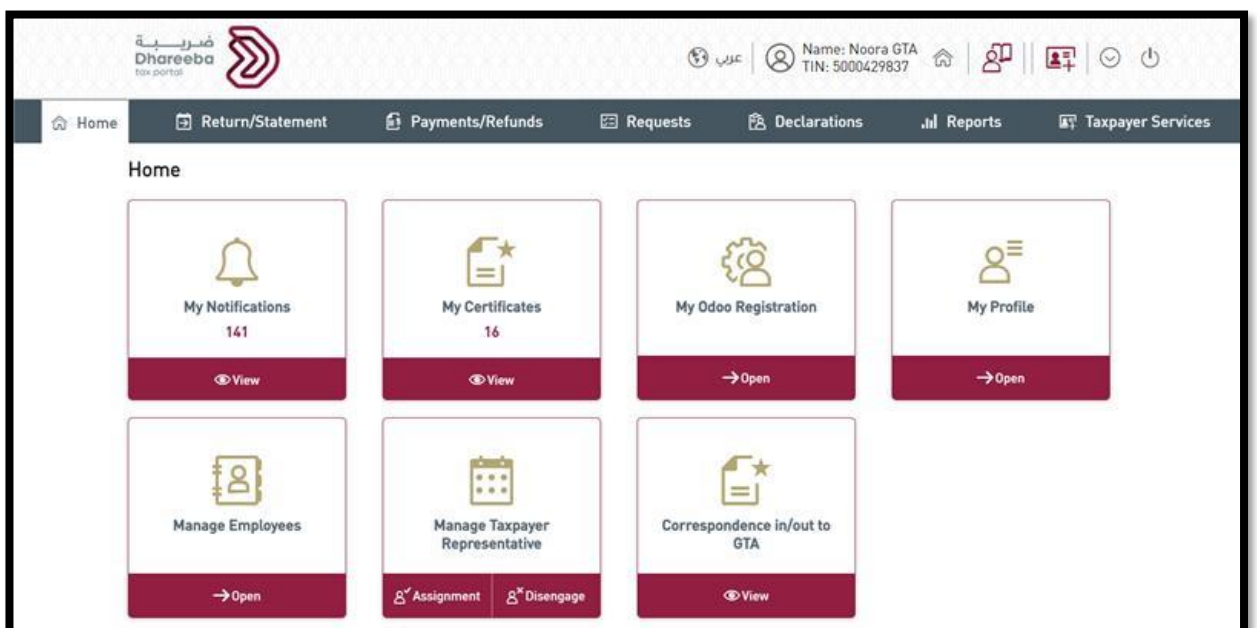 ضريبة
Dhareeba
tax portal
عربي
Name: Noora GTA
TIN: 5000429837
Home
Return/Statement
Payments/Refunds
Requests
Declarations
Reports
Taxpayer Services
Home
My Notifications
141
View
My Certificates
16
View
My Odoo Registration
Open
My Profile
Open
Manage Employees
Open
Manage Taxpayer
Representative
Assignment
Disengage
Correspondence in/out to
GTA
View